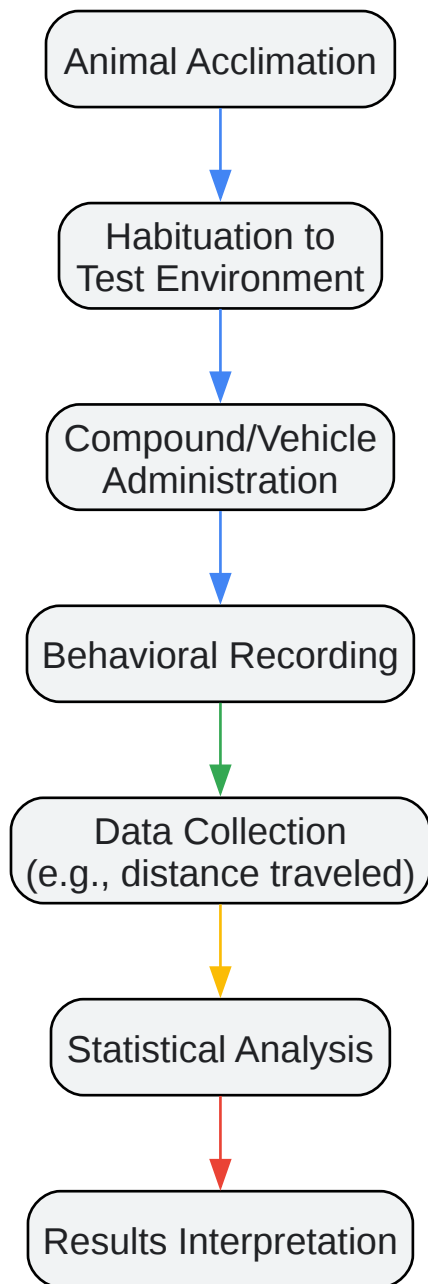 Animal Acclimation
Habituation to
Test Environment
Compound/Vehicle
Administration
Behavioral Recording
Data Collection
(e.g., distance traveled)
Statistical Analysis
Results Interpretation